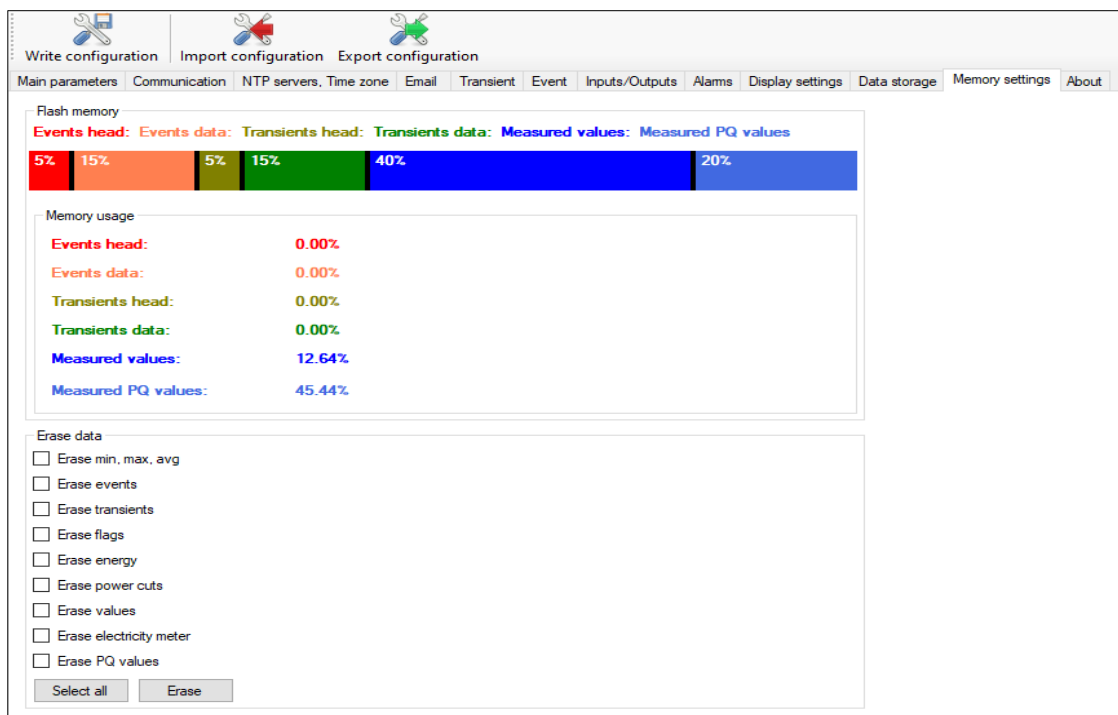 Write configuration Import configuration Export configuration
Main parameters Communication NTP servers, Time zone Email Transient Event Inputs/Outputs Alarms Display settings Data storage Memory settings About
Flash memory
Events head: Events data: Transients head: Transients data: Measured values: Measured PQ values
5% 15% 5% 15% 40% 20%
Memory usage
Events head: 0.00%
Events data: 0.00%
Transients head: 0.00%
Transients data: 0.00%
Measured values: 12.64%
Measured PQ values: 45.44%
Erase data
Erase min, max, avg
Erase events
Erase transients
Erase flags
Erase energy
Erase power cuts
Erase values
Erase electricity meter
Erase PQ values
Select all Erase